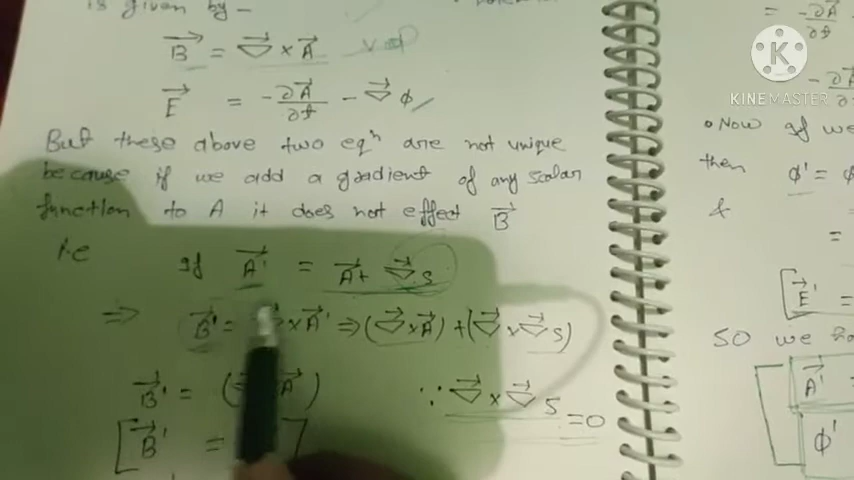 is given by -
B⃗ = ∇⃗ × A⃗
E⃗ = -∂A⃗/∂t - ∇⃗ φ
But these above two eqⁿ are not unique
because if we add a gradient of any scalar
function to A it does not effect B⃗
i.e if A⃗' = A⃗ + ∇⃗s
⇒ B⃗' = × A⃗' ⇒ (∇⃗ × A⃗) + (∇⃗ × ∇⃗ s)
B⃗' = ( A⃗ ) ∵ ∇⃗ × ∇⃗ s = 0
[B⃗' = ]
= -∂A⃗/∂t
-∂A⃗
• Now if we
then φ' = φ
&
=
[E⃗' =
SO we ha
A⃗'
φ'
KINEMASTER